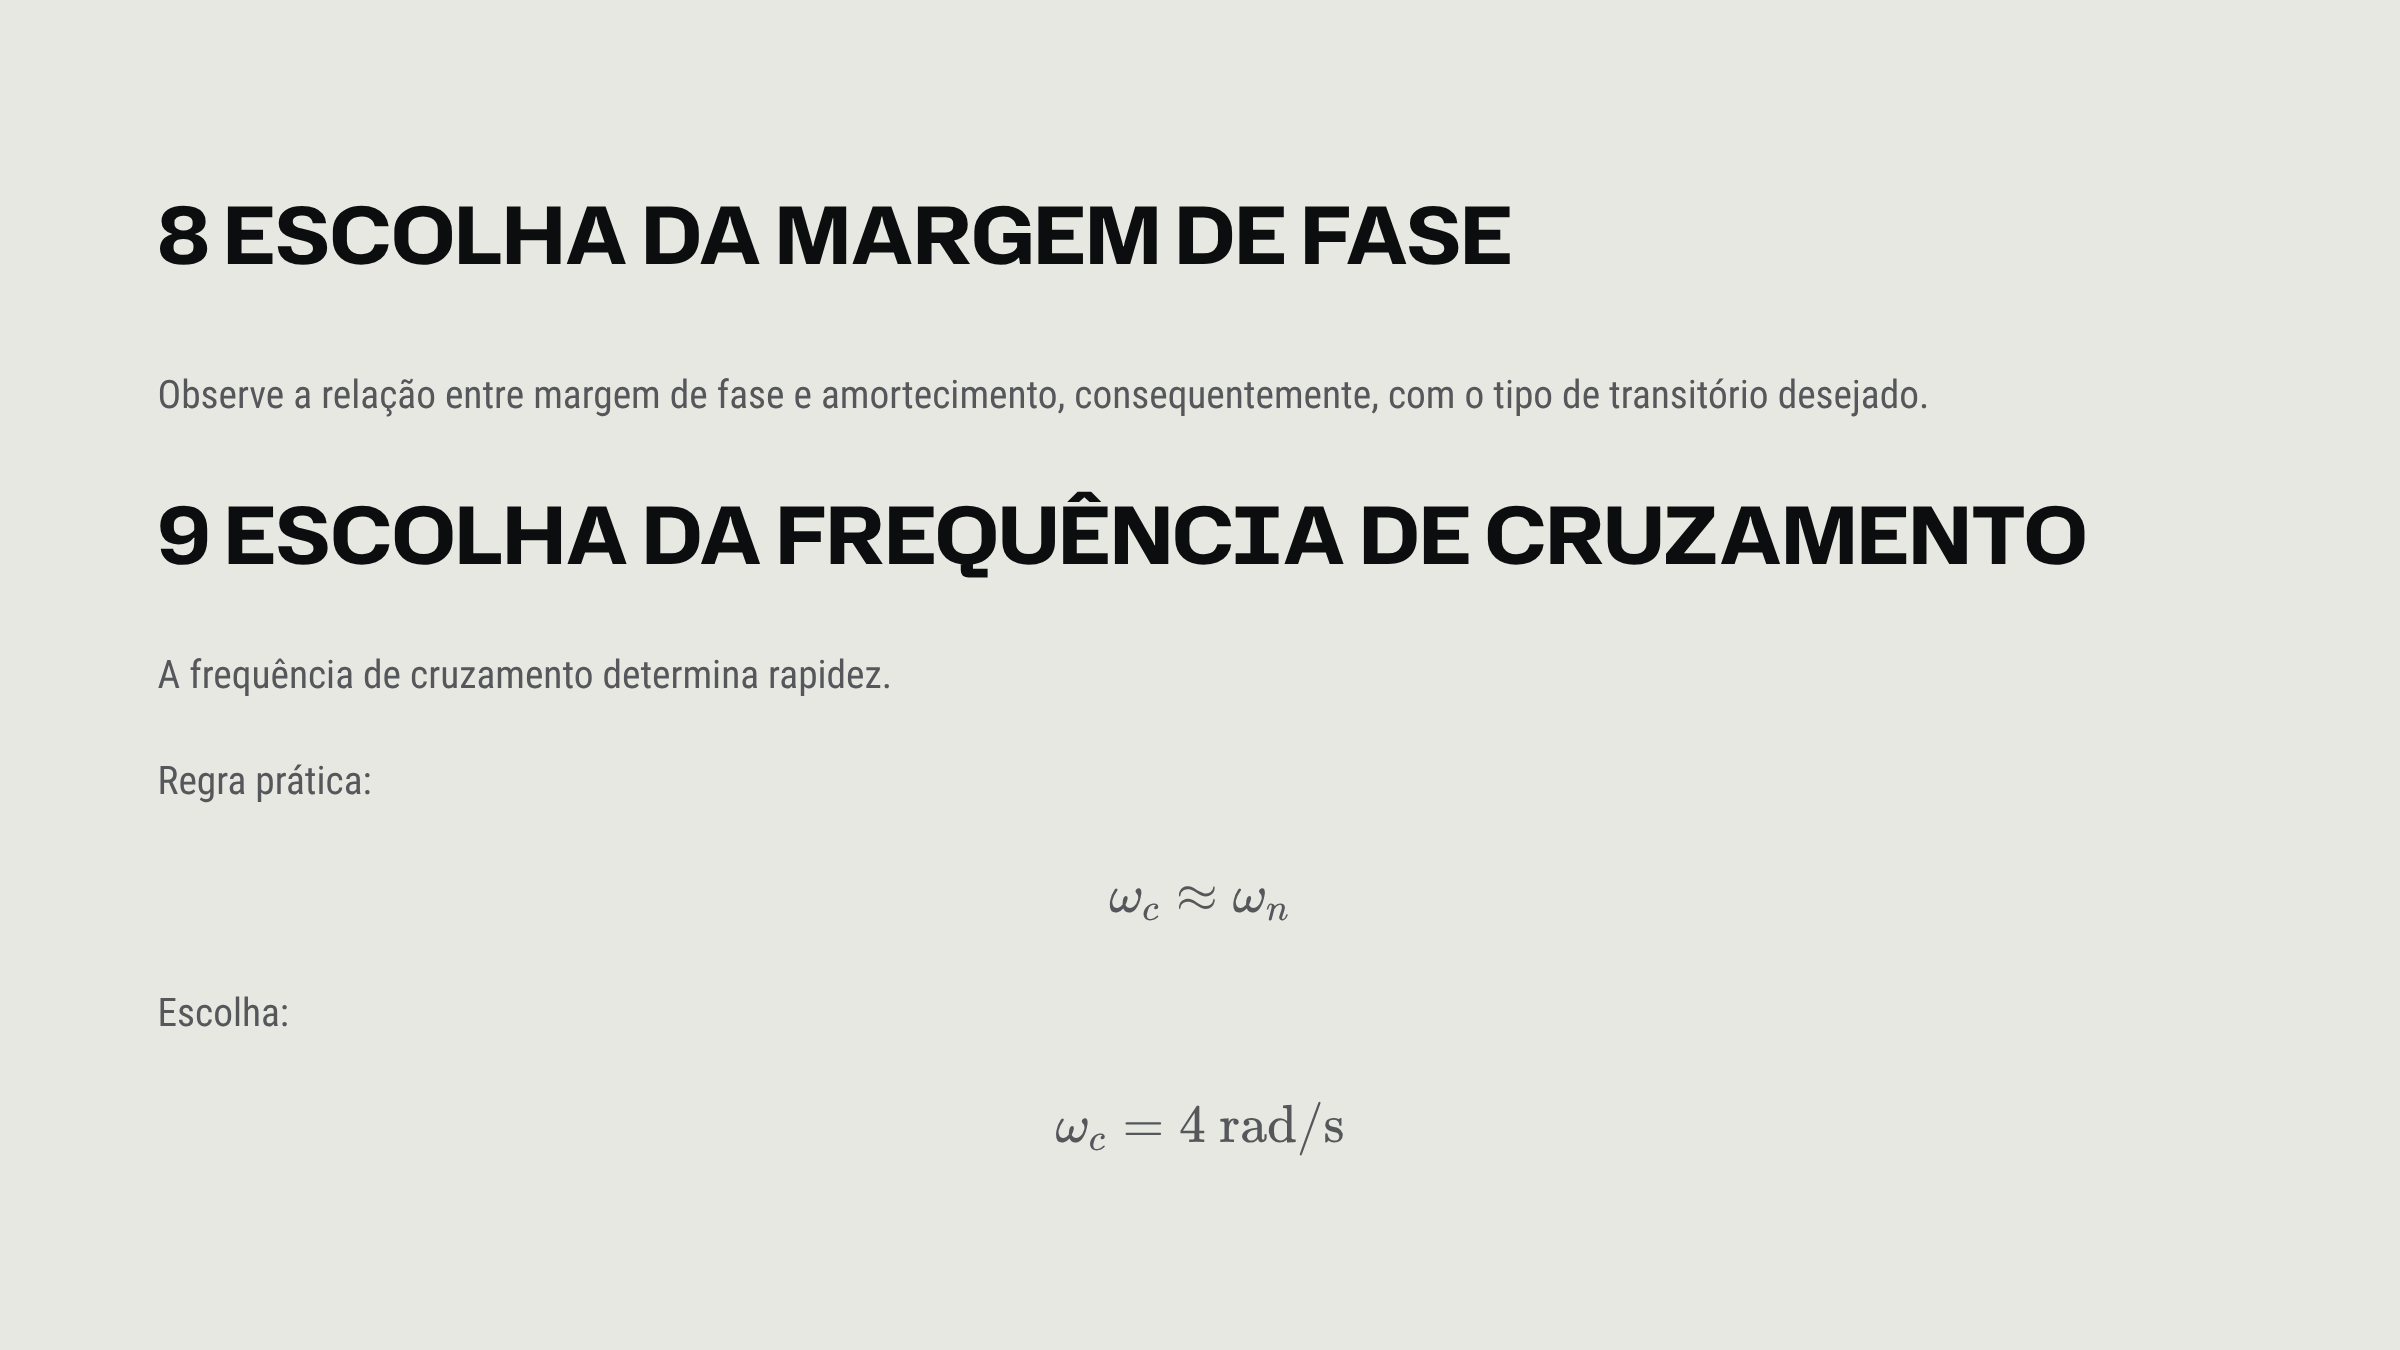 8 ESCOLHA DA MARGEM DE FASE
Observe a relação entre margem de fase e amortecimento, consequentemente, com o tipo de transitório desejado.
9 ESCOLHA DA FREQUÊNCIA DE CRUZAMENTO
A frequência de cruzamento determina rapidez.
Regra prática:
ω_c ≈ ω_n
Escolha:
ω_c = 4 rad/s